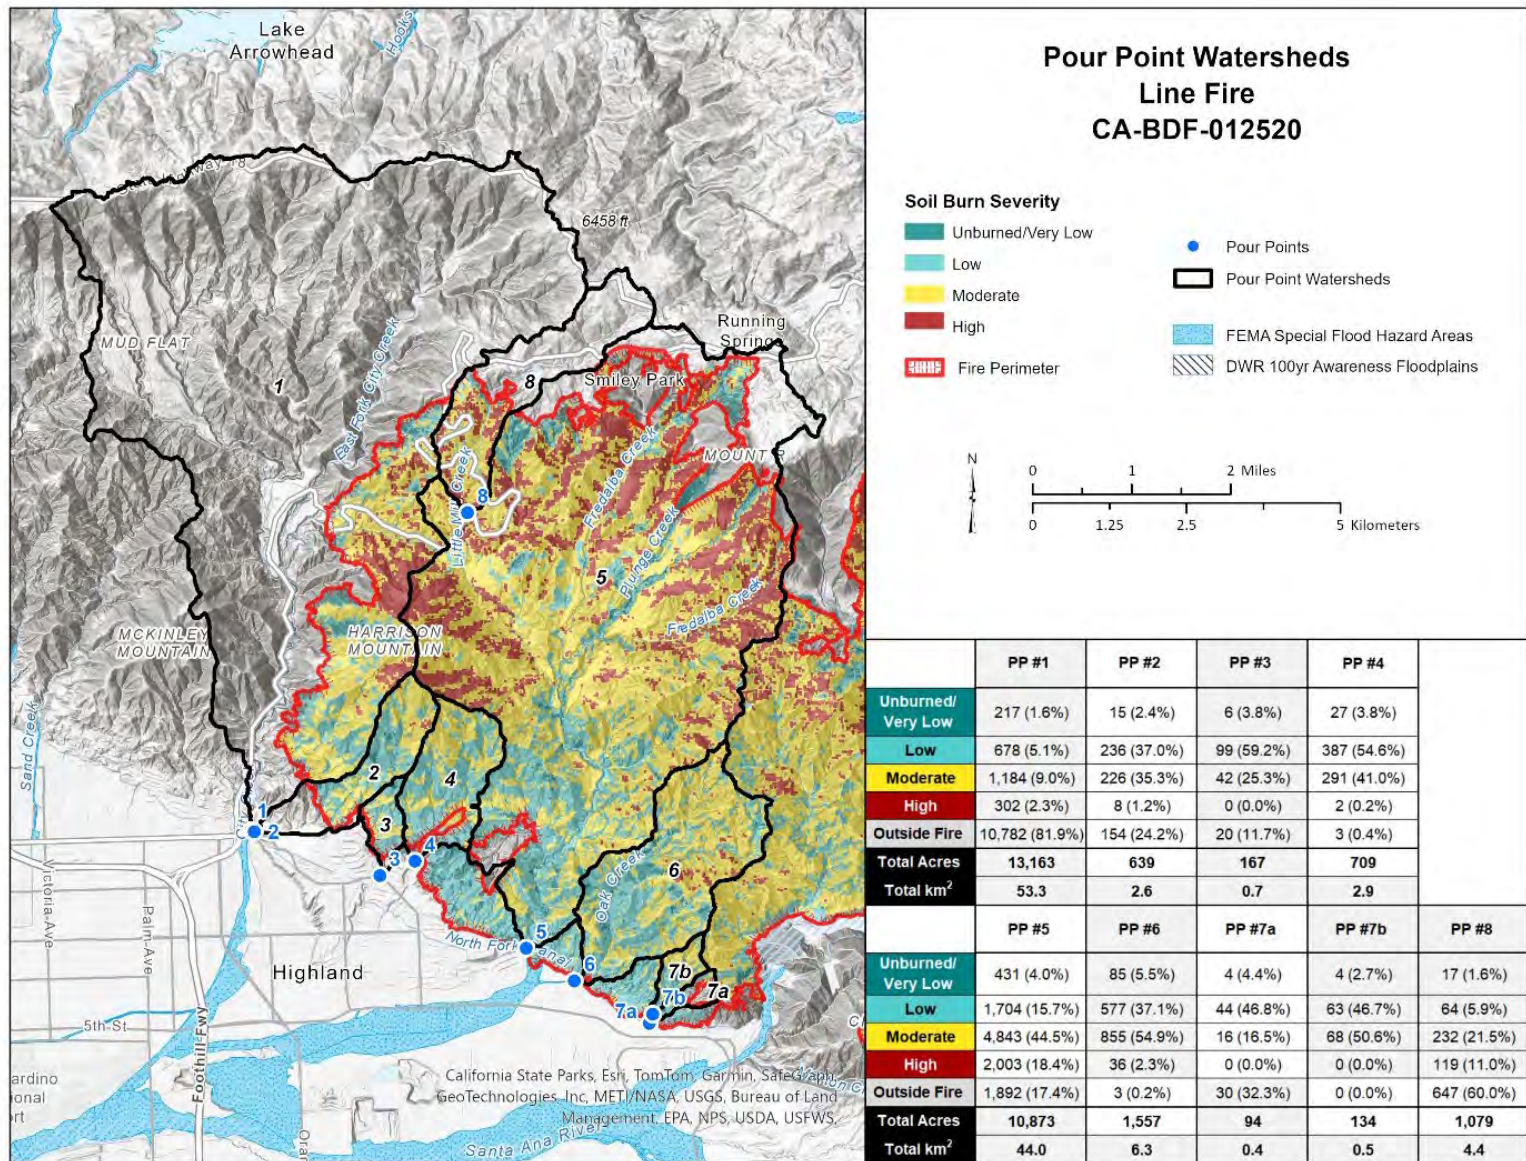 Lake
Arrowhead
Hooks
6458 ft
MUD FLAT
1
East Fork City Creek
Running
Springs
Smiley Park
8
MOUNT R
Little Mill Creek
8
Fredalba Creek
Plunge Creek
5
Fredalba Creek
MCKINLEY
MOUNTAIN
HARRISON
MOUNTAIN
Sand Creek
2
4
3
1
2
3
4
6
Oak Creek
Victoria-Ave
Palm-Ave
North Fork Canal
5
6
7b
7a
7b
7a
Highland
5th-St
Foothill-Fwy
ardino
ional
ort
Oran
Santa Ana River
California State Parks, Esri, TomTom, Garmin, SafeGraph,
GeoTechnologies, Inc, METI/NASA, USGS, Bureau of Land
Management, EPA, NPS, USDA, USFWS,
Pour Point Watersheds
Line Fire
CA-BDF-012520
Soil Burn Severity
Unburned/Very Low
Low
Moderate
High
Fire Perimeter
Pour Points
Pour Point Watersheds
FEMA Special Flood Hazard Areas
DWR 100yr Awareness Floodplains
N
0 1 2 Miles
0 1.25 2.5 5 Kilometers
PP #1 PP #2 PP #3 PP #4
Unburned/
Very Low 217 (1.6%) 15 (2.4%) 6 (3.8%) 27 (3.8%)
Low 678 (5.1%) 236 (37.0%) 99 (59.2%) 387 (54.6%)
Moderate 1,184 (9.0%) 226 (35.3%) 42 (25.3%) 291 (41.0%)
High 302 (2.3%) 8 (1.2%) 0 (0.0%) 2 (0.2%)
Outside Fire 10,782 (81.9%) 154 (24.2%) 20 (11.7%) 3 (0.4%)
Total Acres 13,163 639 167 709
Total km² 53.3 2.6 0.7 2.9
PP #5 PP #6 PP #7a PP #7b PP #8
Unburned/
Very Low 431 (4.0%) 85 (5.5%) 4 (4.4%) 4 (2.7%) 17 (1.6%)
Low 1,704 (15.7%) 577 (37.1%) 44 (46.8%) 63 (46.7%) 64 (5.9%)
Moderate 4,843 (44.5%) 855 (54.9%) 16 (16.5%) 68 (50.6%) 232 (21.5%)
High 2,003 (18.4%) 36 (2.3%) 0 (0.0%) 0 (0.0%) 119 (11.0%)
Outside Fire 1,892 (17.4%) 3 (0.2%) 30 (32.3%) 0 (0.0%) 647 (60.0%)
Total Acres 10,873 1,557 94 134 1,079
Total km² 44.0 6.3 0.4 0.5 4.4